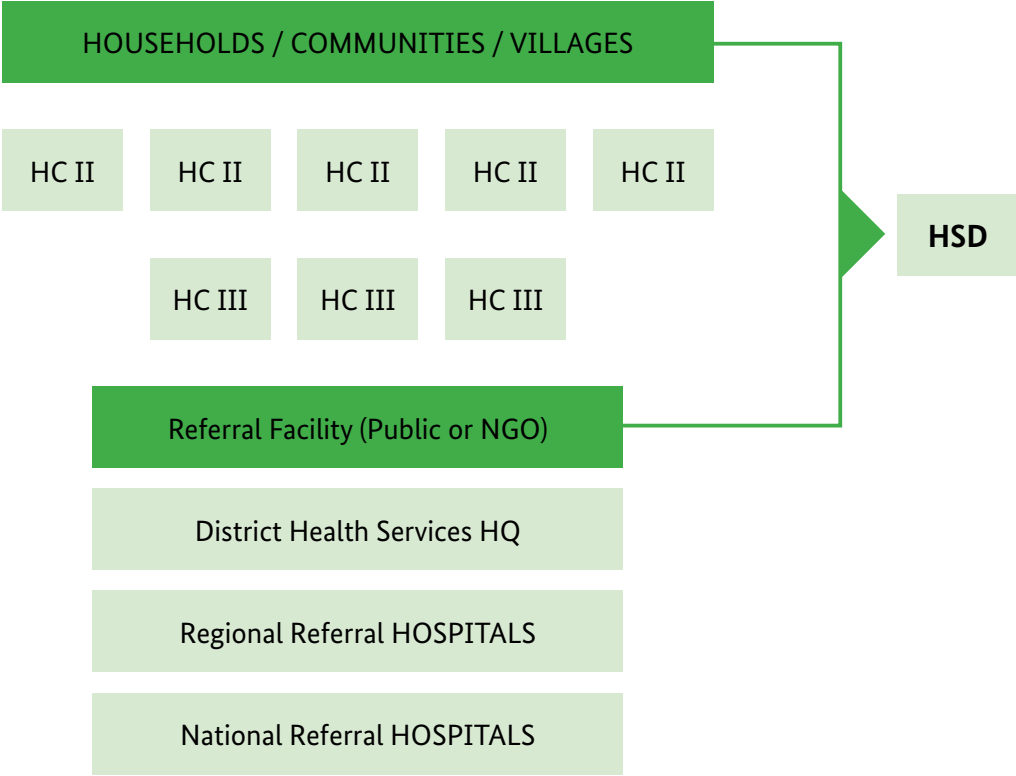 HOUSEHOLDS / COMMUNITIES / VILLAGES
HC II HC II HC II HC II HC II
HSD
HC III HC III HC III
Referral Facility (Public or NGO)
District Health Services HQ
Regional Referral HOSPITALS
National Referral HOSPITALS